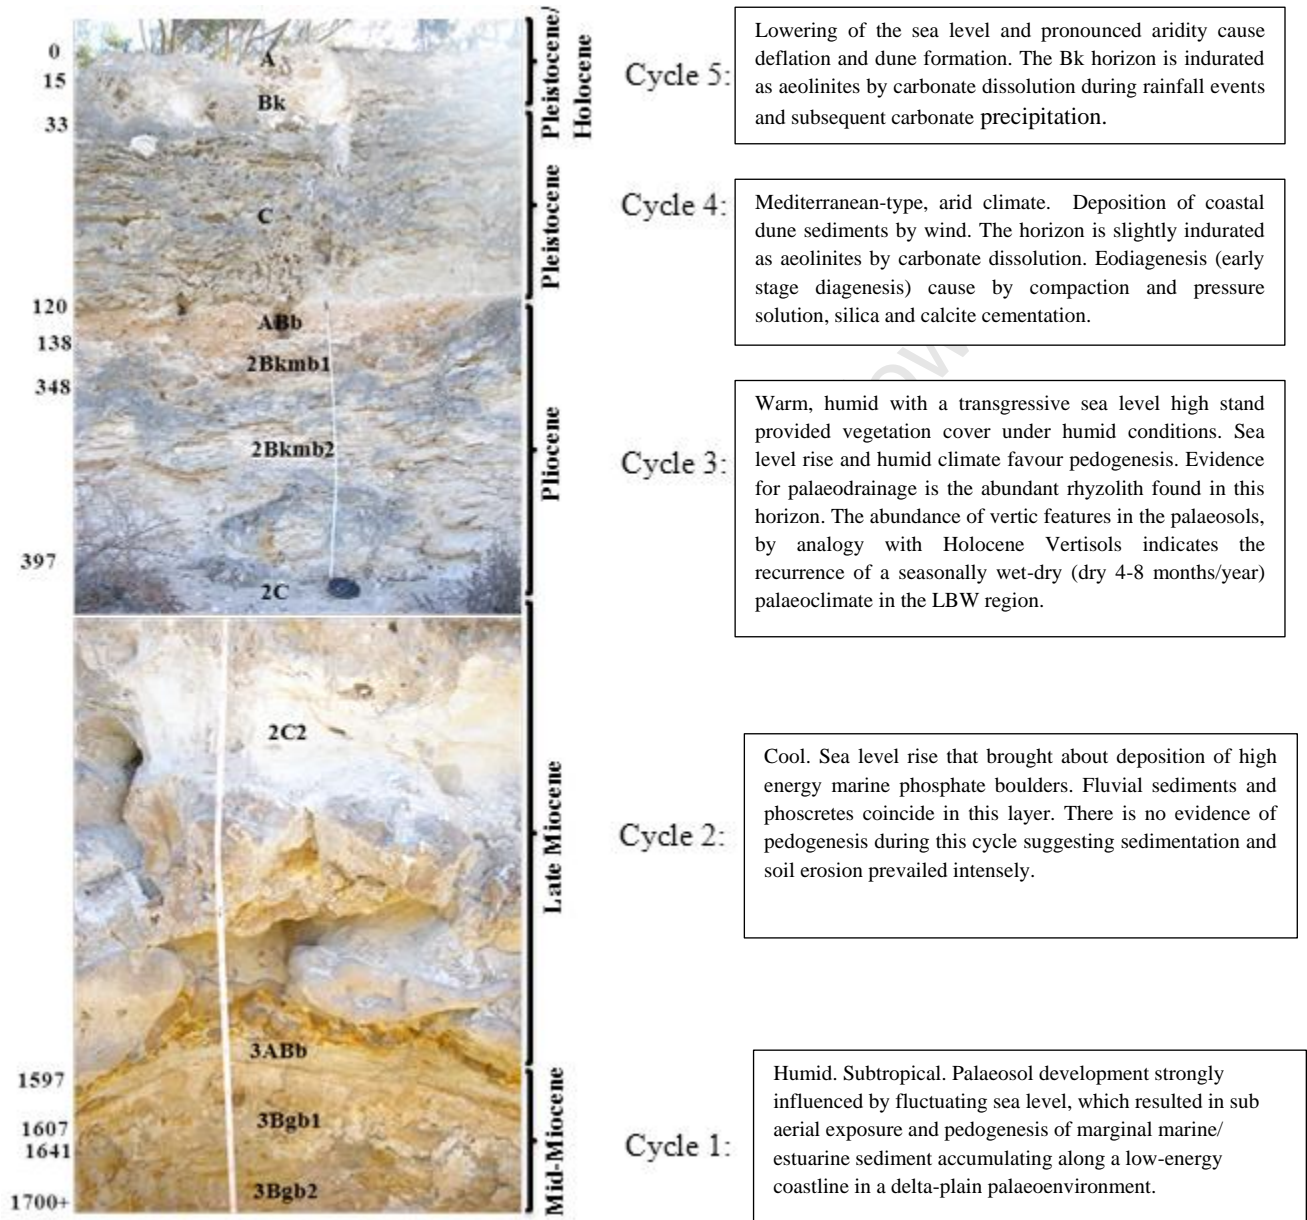 0
15
33
120
138
348
397
1597
1607
1641
1700+
A
Bk
C
ABb
2Bkmb1
2Bkmb2
2C
2C2
3ABb
3Bgb1
3Bgb2
Pleistocene/
Holocene
Pleistocene
Pliocene
Late Miocene
Mid-Miocene
Cycle 5:
Lowering of the sea level and pronounced aridity cause
deflation and dune formation. The Bk horizon is indurated
as aeolinites by carbonate dissolution during rainfall events
and subsequent carbonate precipitation.
Cycle 4:
Mediterranean-type, arid climate. Deposition of coastal
dune sediments by wind. The horizon is slightly indurated
as aeolinites by carbonate dissolution. Eodiagenesis (early
stage diagenesis) cause by compaction and pressure
solution, silica and calcite cementation.
Cycle 3:
Warm, humid with a transgressive sea level high stand
provided vegetation cover under humid conditions. Sea
level rise and humid climate favour pedogenesis. Evidence
for palaeodrainage is the abundant rhyzolith found in this
horizon. The abundance of vertic features in the palaeosols,
by analogy with Holocene Vertisols indicates the
recurrence of a seasonally wet-dry (dry 4-8 months/year)
palaeoclimate in the LBW region.
Cycle 2:
Cool. Sea level rise that brought about deposition of high
energy marine phosphate boulders. Fluvial sediments and
phoscretes coincide in this layer. There is no evidence of
pedogenesis during this cycle suggesting sedimentation and
soil erosion prevailed intensely.
Cycle 1:
Humid. Subtropical. Palaeosol development strongly
influenced by fluctuating sea level, which resulted in sub
aerial exposure and pedogenesis of marginal marine/
estuarine sediment accumulating along a low-energy
coastline in a delta-plain palaeoenvironment.